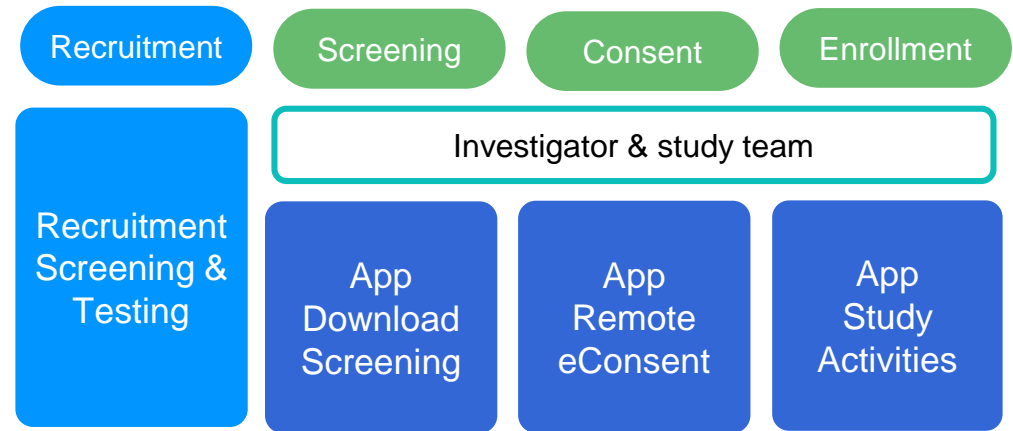 Recruitment
Screening
Consent
Enrollment
Investigator & study team
Recruitment
Screening &
Testing
App
Download
Screening
App
Remote
eConsent
App
Study
Activities